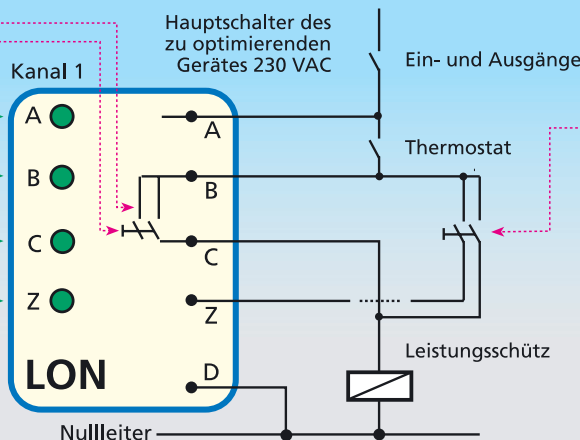 Hauptschalter des
zu optimierenden
Gerätes 230 VAC
Ein- und Ausgänge
Kanal 1
A
A
Thermostat
B
B
C
C
Z
Z
Leistungsschütz
LON
D
Nullleiter